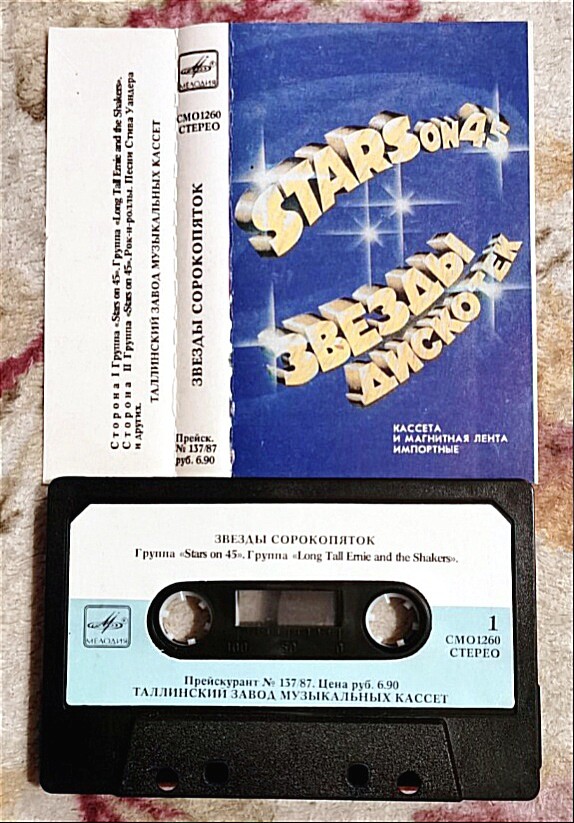 Сторона I Группа «Stars on 45». Группа «Long Tall Ernie and the Shakers».
Сторона II Группа «Stars on 45». Рок-н-роллы. Песни Стива Уандера
и других.
ТАЛЛИНСКИЙ ЗАВОД МУЗЫКАЛЬНЫХ КАССЕТ
МЕЛОДИЯ
СМО1260
СТЕРЕО
ЗВЕЗДЫ СОРОКОПЯТОК
Прейск.
№ 137/87
руб. 6.90
STARS ON 45
ЗВЕЗДЫ
ДИСКОТЕК
КАССЕТА
И МАГНИТНАЯ ЛЕНТА
ИМПОРТНЫЕ
ЗВЕЗДЫ СОРОКОПЯТОК
Группа «Stars on 45». Группа «Long Tall Ernie and the Shakers».
МЕЛОДИЯ
100 50 0
1
СМО1260
СТЕРЕО
Прейскурант № 137/87. Цена руб. 6.90
ТАЛЛИНСКИЙ ЗАВОД МУЗЫКАЛЬНЫХ КАССЕТ